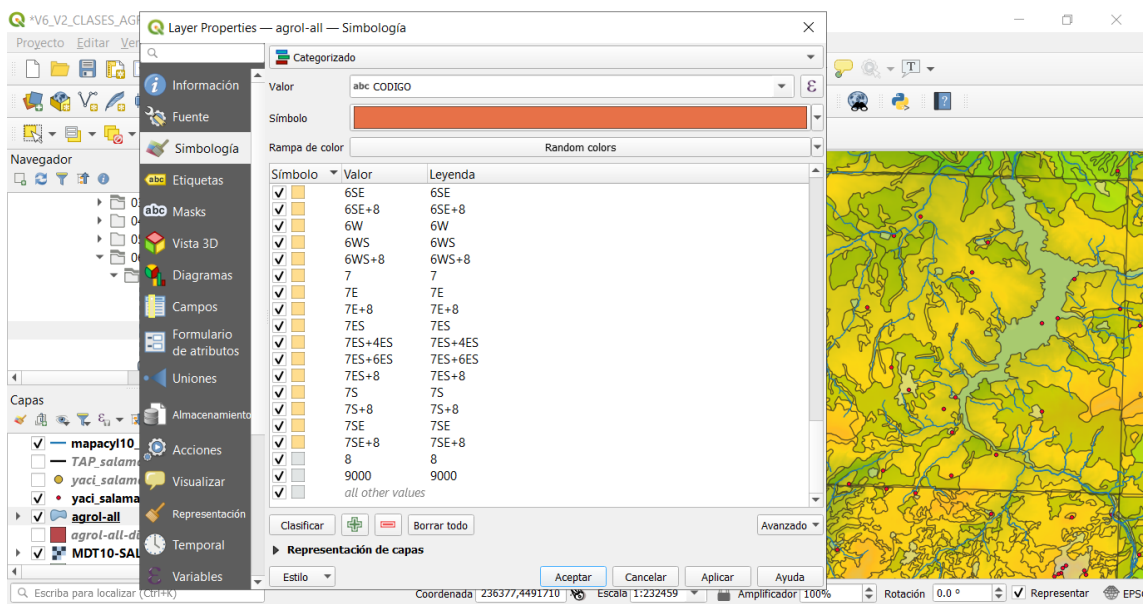 *V6_V2_CLASES_AGR
Layer Properties — agrol-all — Simbología
Proyecto Editar Ver
Categorizado
Información
Valor
abc CODIGO
ε
Fuente
Símbolo
Simbología
Rampa de color
Random colors
Navegador
Símbolo Valor Leyenda
abc Etiquetas
6SE 6SE
6SE+8 6SE+8
abc Masks
6W 6W
6WS 6WS
Vista 3D
6WS+8 6WS+8
7 7
Diagramas
7E 7E
Campos
7E+8 7E+8
7ES 7ES
Formulario
de atributos
7ES+4ES 7ES+4ES
7ES+6ES 7ES+6ES
Uniones
7ES+8 7ES+8
7S 7S
Capas
Almacenamiento
7S+8 7S+8
7SE 7SE
mapacyl10_
Acciones
7SE+8 7SE+8
TAP_salam
8 8
yaci_salam
Visualizar
9000 9000
yaci_salama
all other values
agrol-all
Representación
Clasificar Borrar todo Avanzado
agrol-all-di
Temporal
Representación de capas
MDT10-SAL
Variables
Estilo Aceptar Cancelar Aplicar Ayuda
Escriba para localizar (Ctrl+K) Coordenada 236377,4491710 Escala 1:232459 Amplificador 100% Rotación 0.0 ° Representar EPS